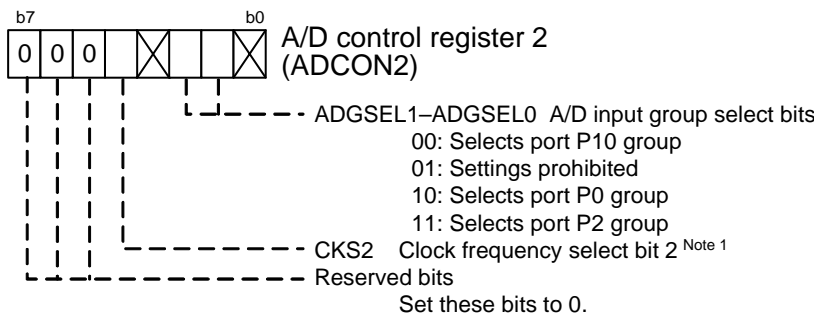 b7 b0
0 0 0
A/D control register 2
(ADCON2)
ADGSEL1–ADGSEL0 A/D input group select bits
00: Selects port P10 group
01: Settings prohibited
10: Selects port P0 group
11: Selects port P2 group
CKS2 Clock frequency select bit 2 Note 1
Reserved bits
Set these bits to 0.